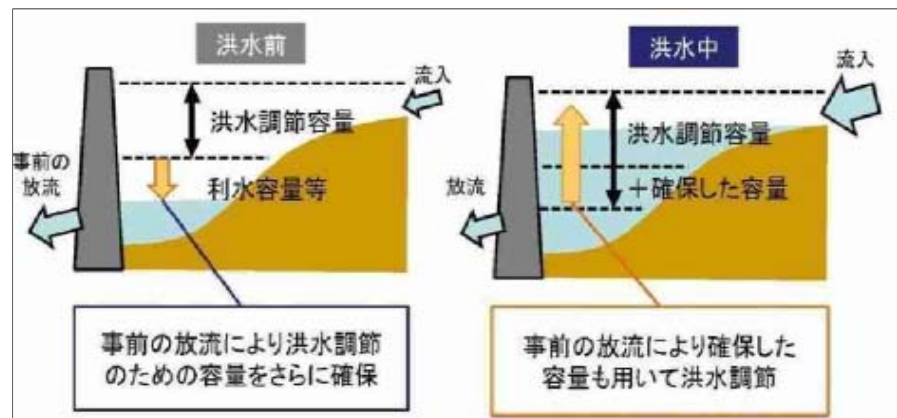 洪水前
流入
洪水調節容量
事前の
放流
利水容量等
事前の放流により洪水調節
のための容量をさらに確保
洪水中
流入
洪水調節容量
放流
＋確保した容量
事前の放流により確保した
容量も用いて洪水調節